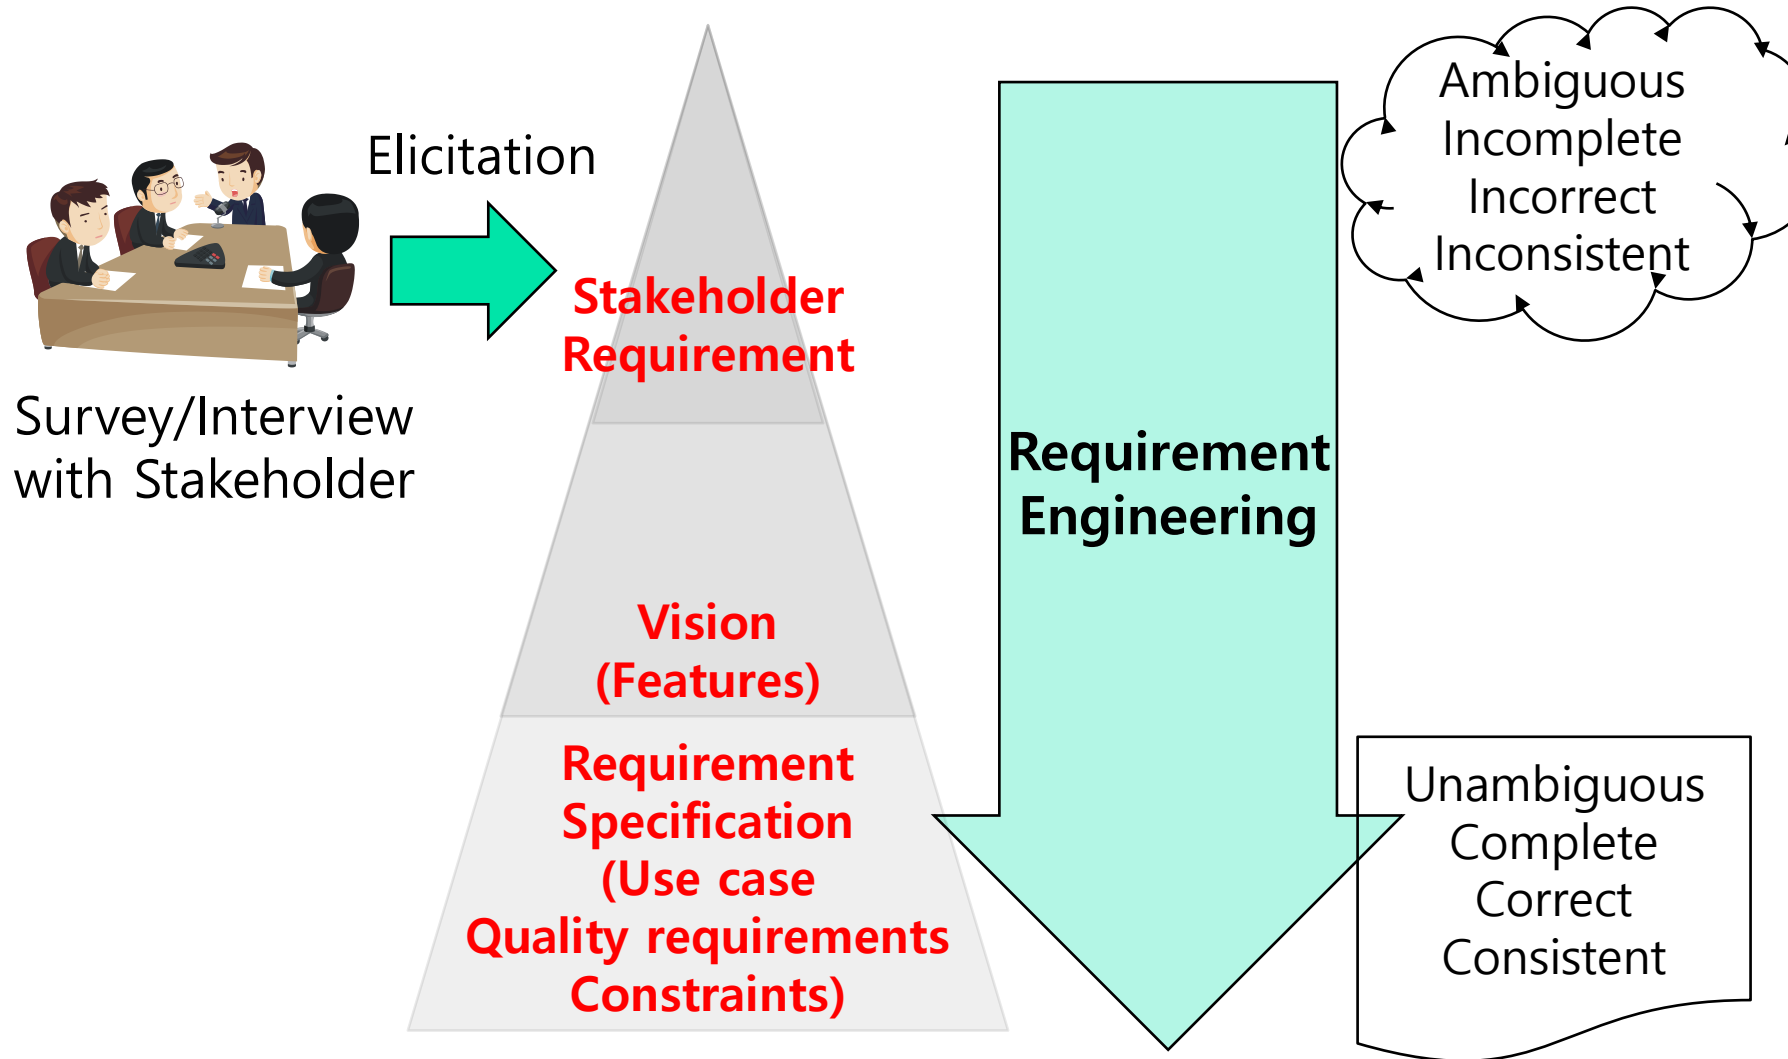 Elicitation
Survey/Interview
with Stakeholder
Stakeholder
Requirement
Vision
(Features)
Requirement
Specification
(Use case
Quality requirements
Constraints)
Requirement
Engineering
Ambiguous
Incomplete
Incorrect
Inconsistent
Unambiguous
Complete
Correct
Consistent